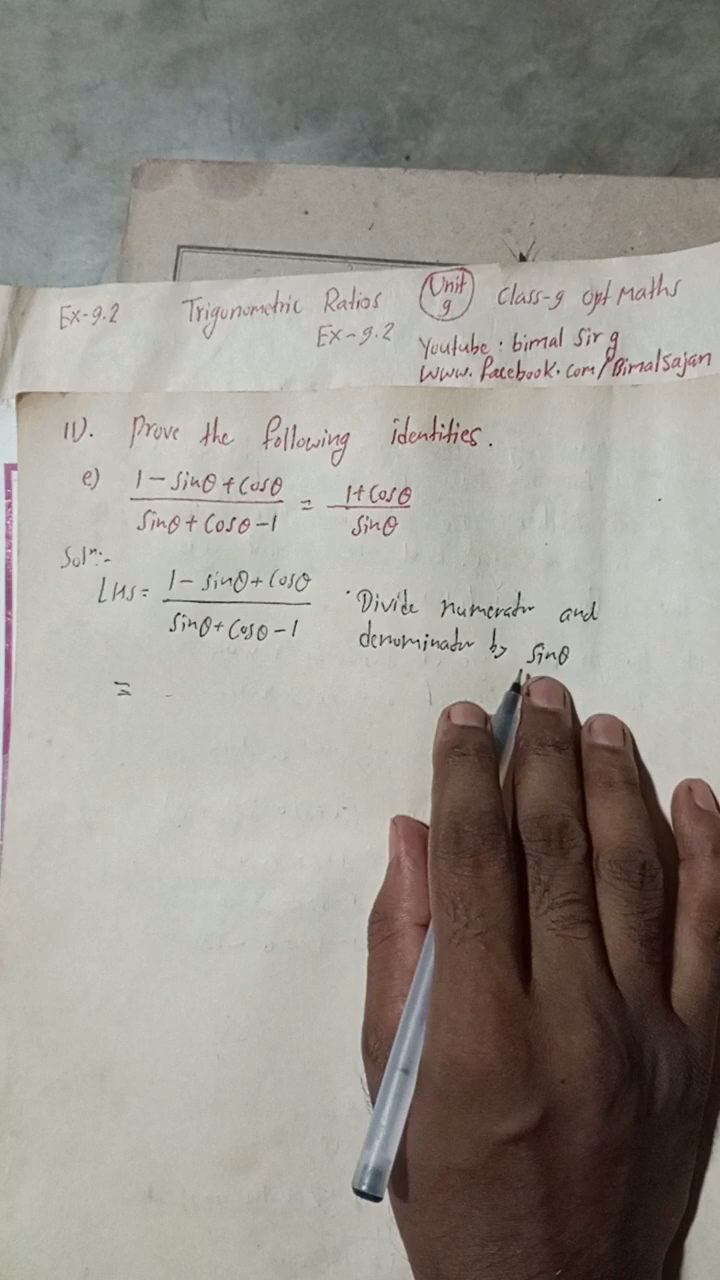 Ex-9.2 Trigonometric Ratios Unit 9 Class-9 Opt Maths
Ex-9.2
Youtube: bimal Sir g
www.facebook.com/Bimalsajan
11). Prove the following identities.
e) (1 - sinθ + cosθ)/(sinθ + cosθ - 1) = (1 + cosθ)/sinθ
Solⁿ:-
LHS = (1 - sinθ + cosθ)/(sinθ + cosθ - 1)
Divide numerator and
denominator by sinθ
=